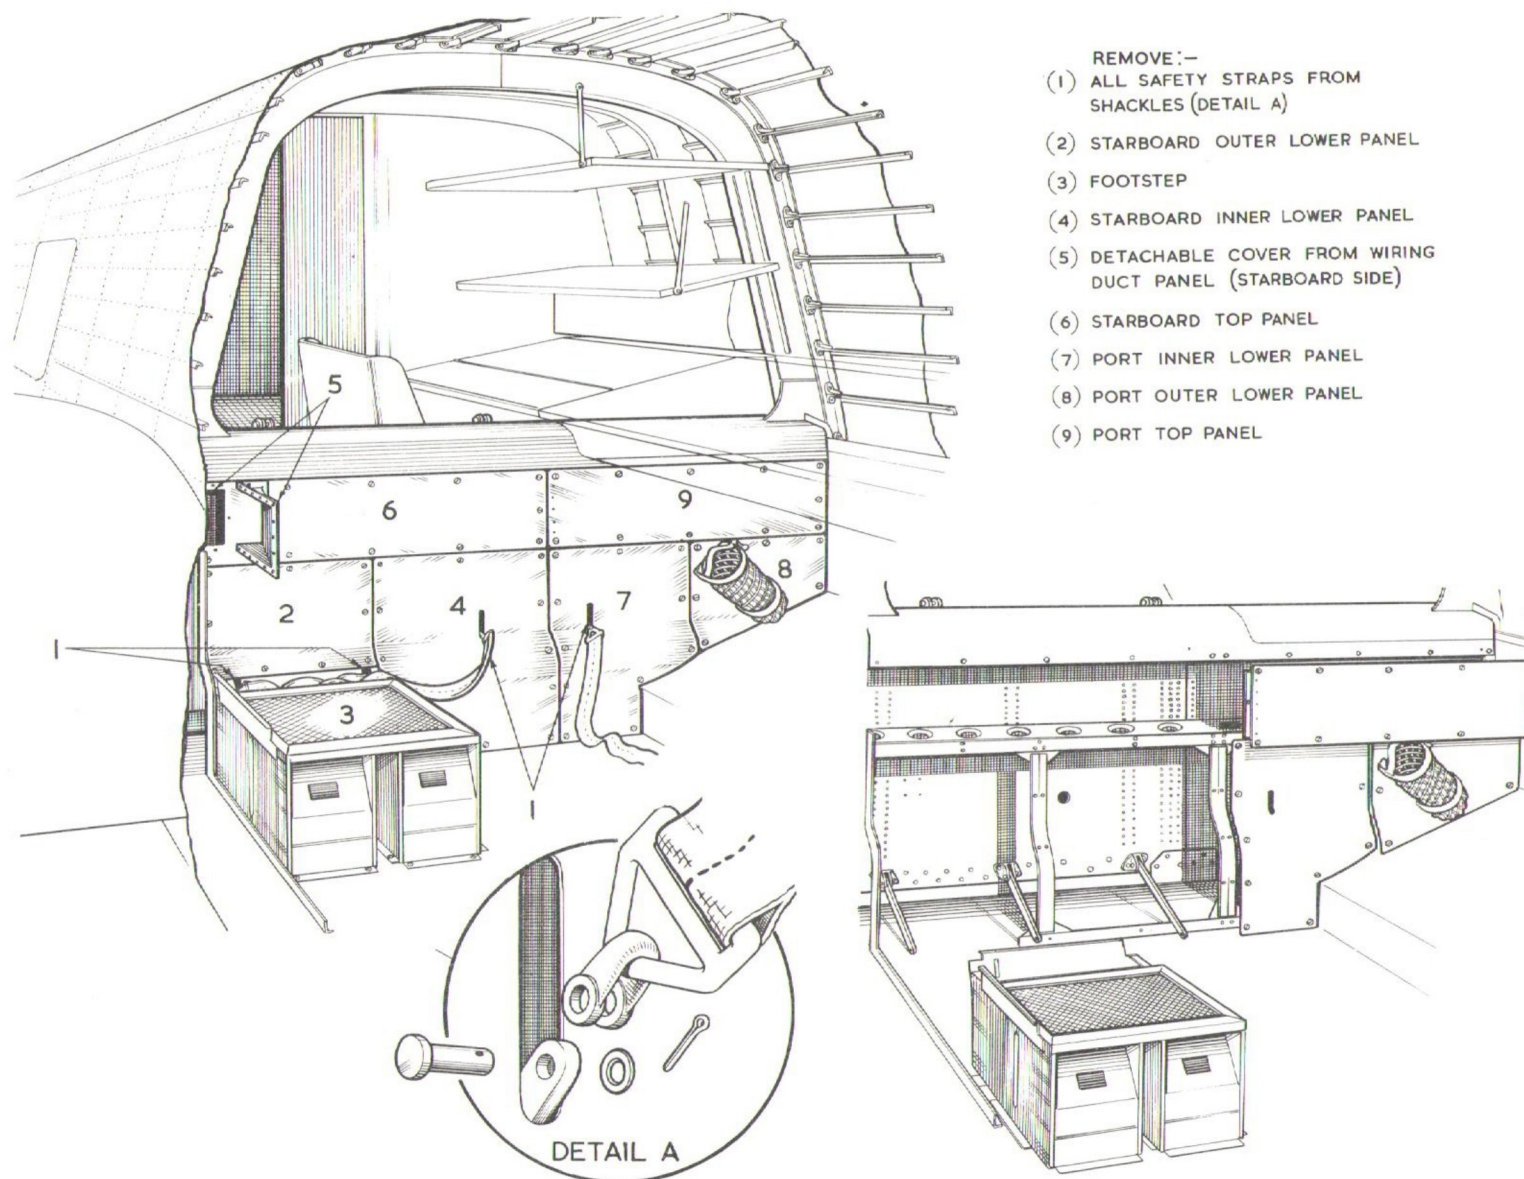 REMOVE:-
(1) ALL SAFETY STRAPS FROM
SHACKLES (DETAIL A)
(2) STARBOARD OUTER LOWER PANEL
(3) FOOTSTEP
(4) STARBOARD INNER LOWER PANEL
(5) DETACHABLE COVER FROM WIRING
DUCT PANEL (STARBOARD SIDE)
(6) STARBOARD TOP PANEL
(7) PORT INNER LOWER PANEL
(8) PORT OUTER LOWER PANEL
(9) PORT TOP PANEL
5
6
9
8
2
4
7
1
3
1
DETAIL A